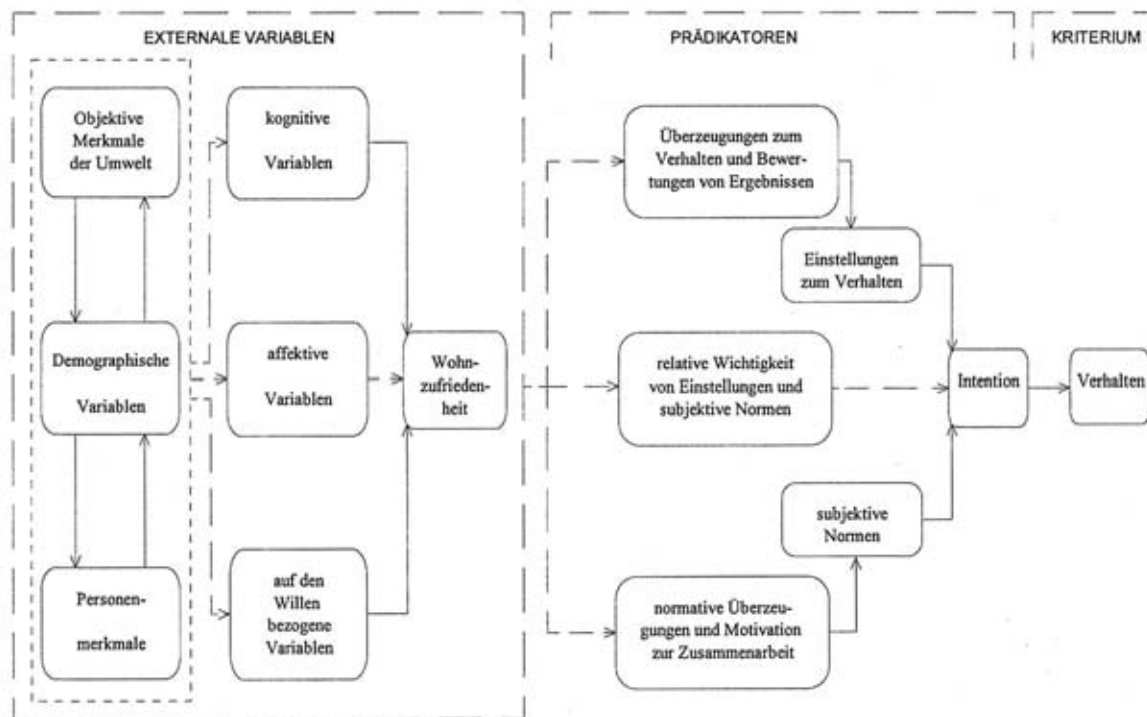 EXTERNALE VARIABLEN
PRÄDIKATOREN
KRITERIUM
Objektive
Merkmale
der Umwelt
kognitive
Variablen
Überzeugungen zum
Verhalten und Bewer-
tungen von Ergebnissen
Einstellungen
zum Verhalten
Demographische
Variablen
affektive
Variablen
Wohn-
zufrieden-
heit
relative Wichtigkeit
von Einstellungen und
subjektive Normen
Intention
Verhalten
subjektive
Normen
Personen-
merkmale
auf den
Willen
bezogene
Variablen
normative Überzeu-
gungen und Motivation
zur Zusammenarbeit